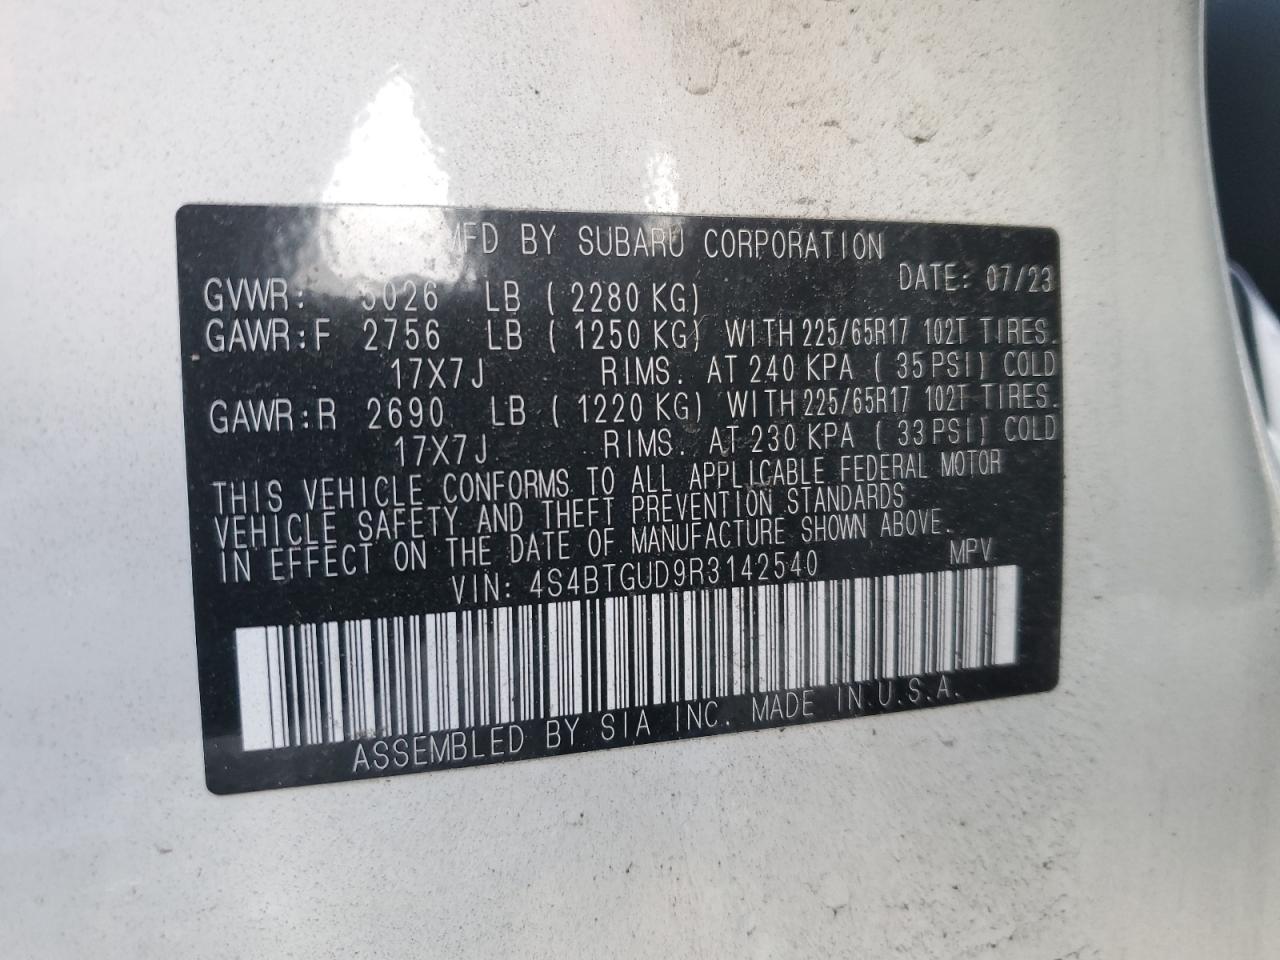 MFD BY SUBARU CORPORATION
DATE: 07/23
GVWR: 5026 LB ( 2280 KG)
GAWR:F 2756 LB ( 1250 KG) WITH 225/65R17 102T TIRES.
17X7J RIMS. AT 240 KPA ( 35 PSI) COLD
GAWR:R 2690 LB ( 1220 KG) WITH 225/65R17 102T TIRES.
17X7J RIMS. AT 230 KPA ( 33 PSI) COLD
THIS VEHICLE CONFORMS TO ALL APPLICABLE FEDERAL MOTOR
VEHICLE SAFETY AND THEFT PREVENTION STANDARDS
IN EFFECT ON THE DATE OF MANUFACTURE SHOWN ABOVE.
VIN: 4S4BTGUD9R3142540 MPV
ASSEMBLED BY SIA INC. MADE IN U.S.A.